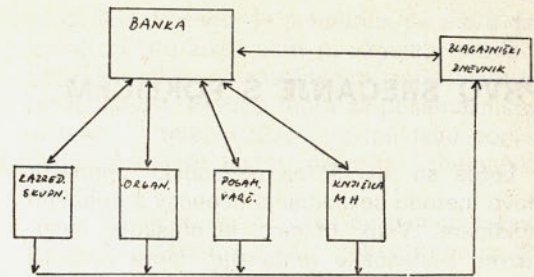 BANKA
BLAGAJNIŠKI
DNEVNIK
RAZRED.
SKUPN.
ORGAN.
POSAM.
VARČ.
KNJIŽICA
MH